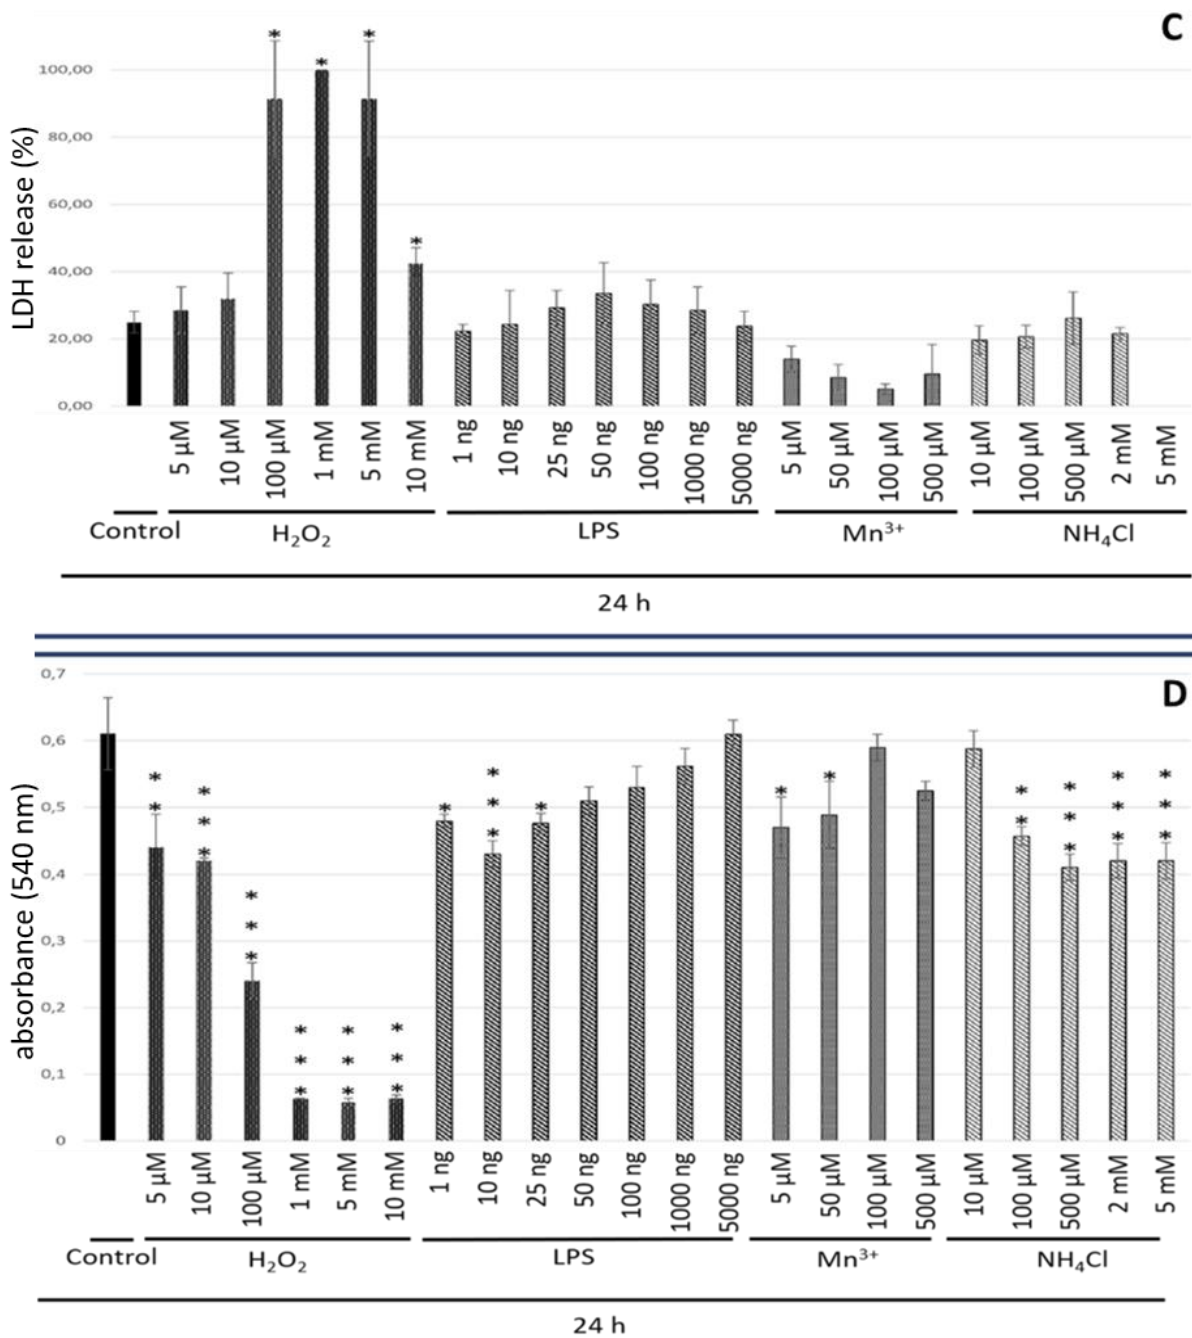 C
*
*
*
100,00
80,00
60,00
*
40,00
20,00
0,00
LDH release (%)
5 µM
10 µM
100 µM
1 mM
5 mM
10 mM
1 ng
10 ng
25 ng
50 ng
100 ng
1000 ng
5000 ng
5 µM
50 µM
100 µM
500 µM
10 µM
100 µM
500 µM
2 mM
5 mM
Control
H₂O₂
LPS
Mn³⁺
NH₄Cl
24 h
D
0,7
0,6
0,5
0,4
0,3
0,2
0,1
0
absorbance (540 nm)
* *
* * *
* * *
* * *
* * *
* * *
*
* * *
*
*
*
* *
* * *
* * *
* * *
5 µM
10 µM
100 µM
1 mM
5 mM
10 mM
1 ng
10 ng
25 ng
50 ng
100 ng
1000 ng
5000 ng
5 µM
50 µM
100 µM
500 µM
10 µM
100 µM
500 µM
2 mM
5 mM
Control
H₂O₂
LPS
Mn³⁺
NH₄Cl
24 h